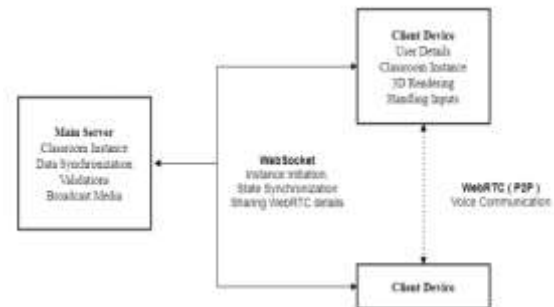 Client Device
User Details
Classroom Instance
3D Rendering
Handling Inputs
Main Server
Classroom Instance
Data Synchronization
Validations
Broadcast Media
WebSocket
Instance Initiation,
State Synchronization
Sharing WebRTC details
WebRTC ( P2P )
Voice Communication
Client Device